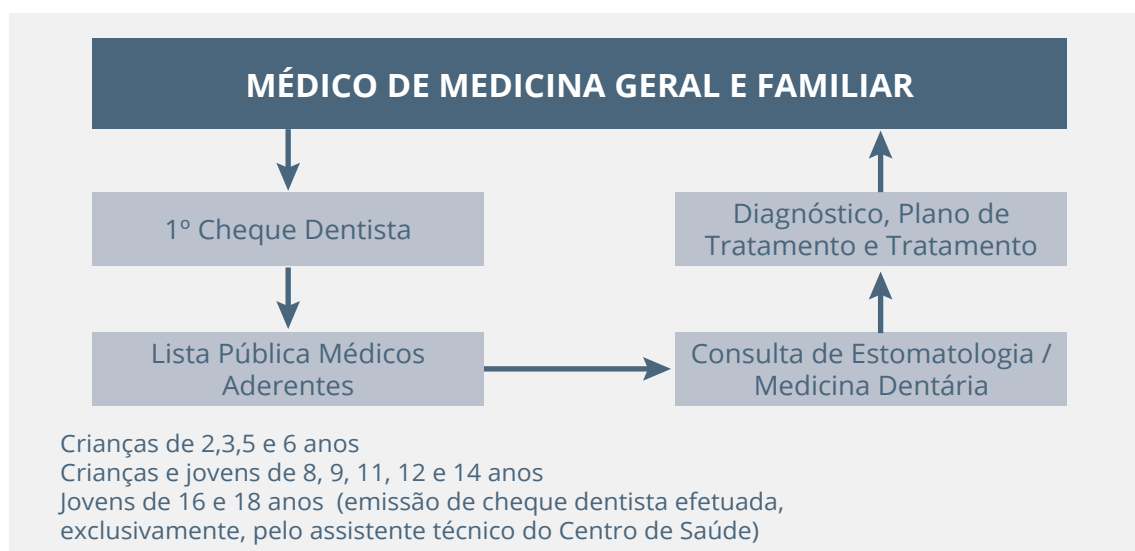 MÉDICO DE MEDICINA GERAL E FAMILIAR
1º Cheque Dentista
Lista Pública Médicos
Aderentes
Consulta de Estomatologia /
Medicina Dentária
Diagnóstico, Plano de
Tratamento e Tratamento
Crianças de 2,3,5 e 6 anos
Crianças e jovens de 8, 9, 11, 12 e 14 anos
Jovens de 16 e 18 anos  (emissão de cheque dentista efetuada,
exclusivamente, pelo assistente técnico do Centro de Saúde)